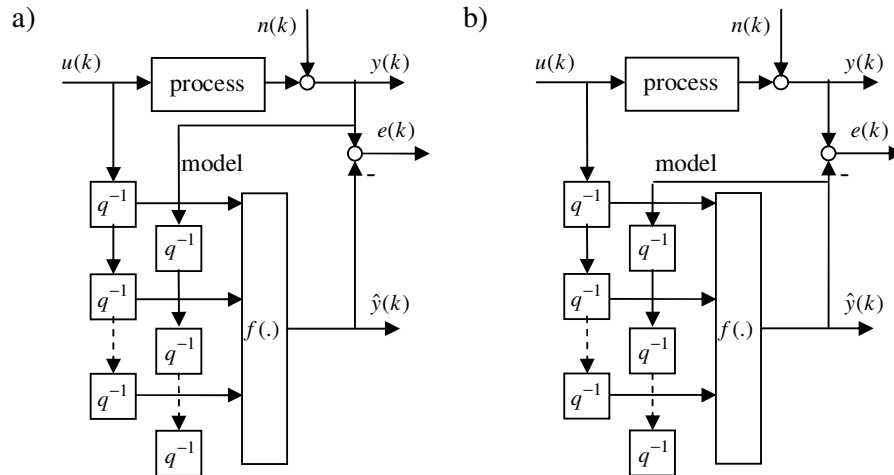 a)
n(k)
u(k)
process
y(k)
e(k)
model
-
q⁻¹
q⁻¹
q⁻¹
q⁻¹
q⁻¹
q⁻¹
f(.)
ŷ(k)
b)
n(k)
u(k)
process
y(k)
e(k)
model
-
q⁻¹
q⁻¹
q⁻¹
q⁻¹
q⁻¹
q⁻¹
f(.)
ŷ(k)